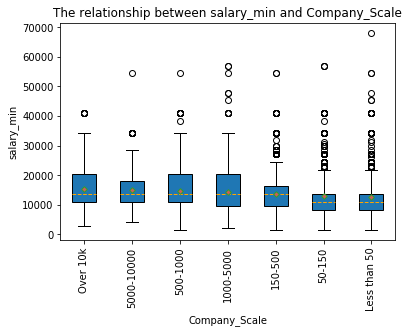 The relationship between salary_min and Company_Scale
70000
60000
50000
40000
30000
20000
10000
0
salary_min
Over 10k
5000-10000
500-1000
1000-5000
150-500
50-150
Less than 50
Company_Scale